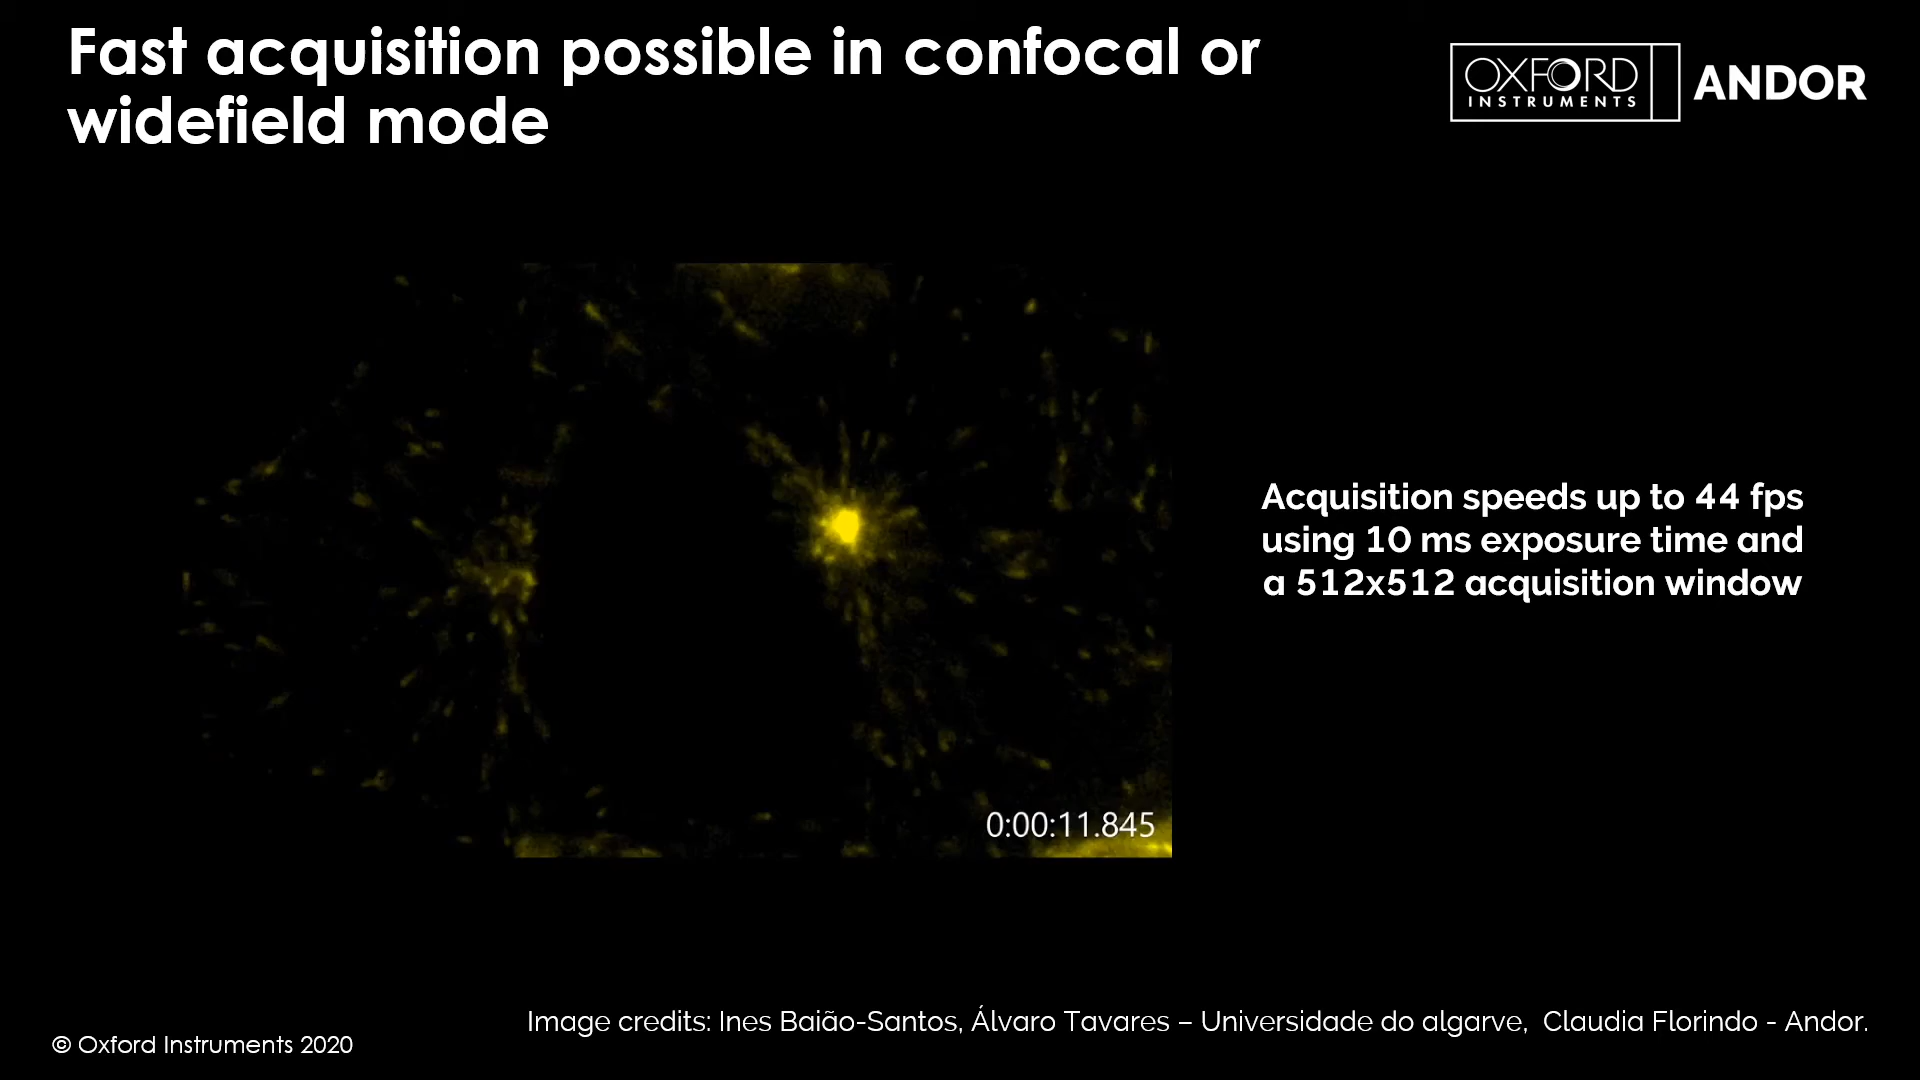 Fast acquisition possible in confocal or
widefield mode
OXFORD
INSTRUMENTS
ANDOR
Acquisition speeds up to 44 fps
using 10 ms exposure time and
a 512x512 acquisition window
0:00:11.845
Image credits: Ines Baião-Santos, Álvaro Tavares – Universidade do algarve,  Claudia Florindo - Andor.
© Oxford Instruments 2020